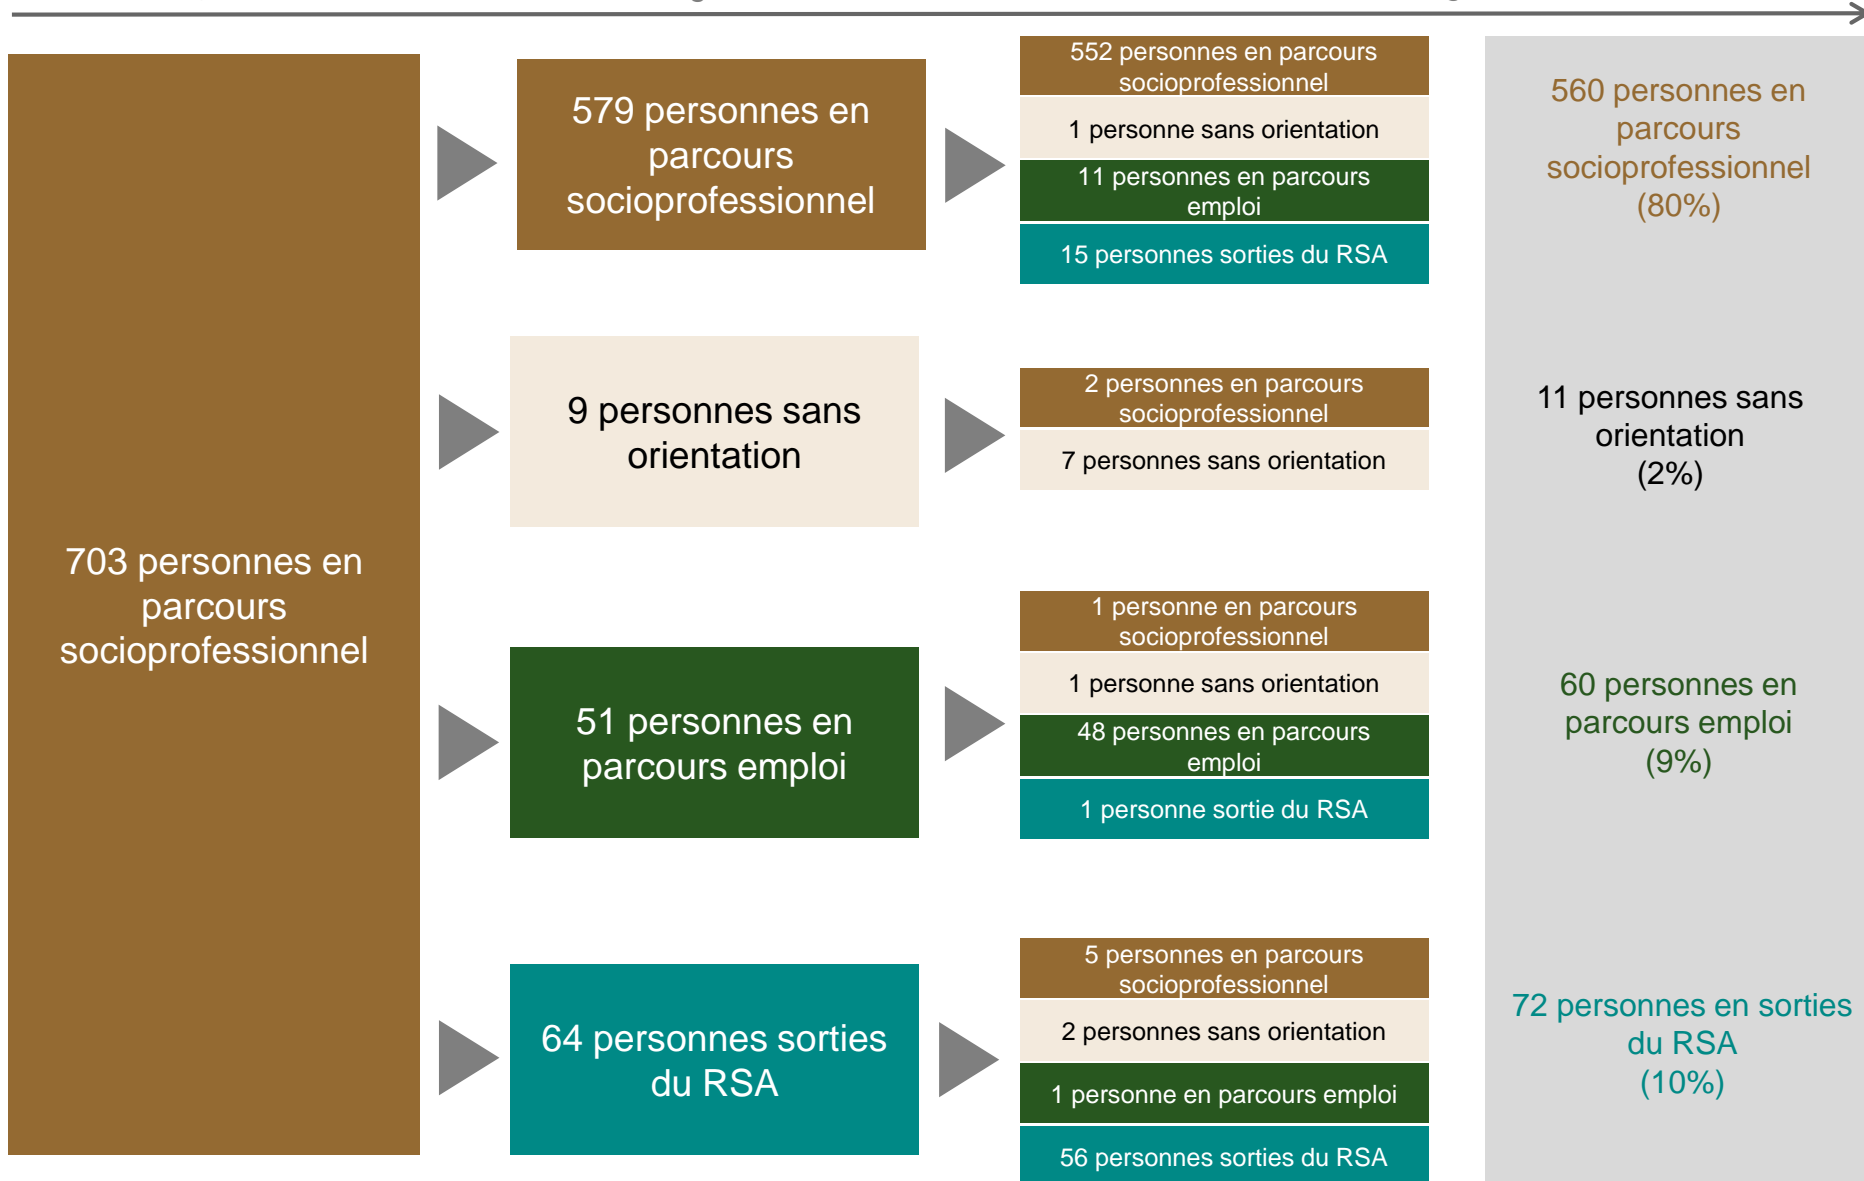 703 personnes en
parcours
socioprofessionnel
579 personnes en
parcours
socioprofessionnel
552 personnes en parcours
socioprofessionnel
1 personne sans orientation
11 personnes en parcours
emploi
15 personnes sorties du RSA
560 personnes en
parcours
socioprofessionnel
(80%)
9 personnes sans
orientation
2 personnes en parcours
socioprofessionnel
7 personnes sans orientation
11 personnes sans
orientation
(2%)
51 personnes en
parcours emploi
1 personne en parcours
socioprofessionnel
1 personne sans orientation
48 personnes en parcours
emploi
1 personne sortie du RSA
60 personnes en
parcours emploi
(9%)
64 personnes sorties
du RSA
5 personnes en parcours
socioprofessionnel
2 personnes sans orientation
1 personne en parcours emploi
56 personnes sorties du RSA
72 personnes en sorties
du RSA
(10%)